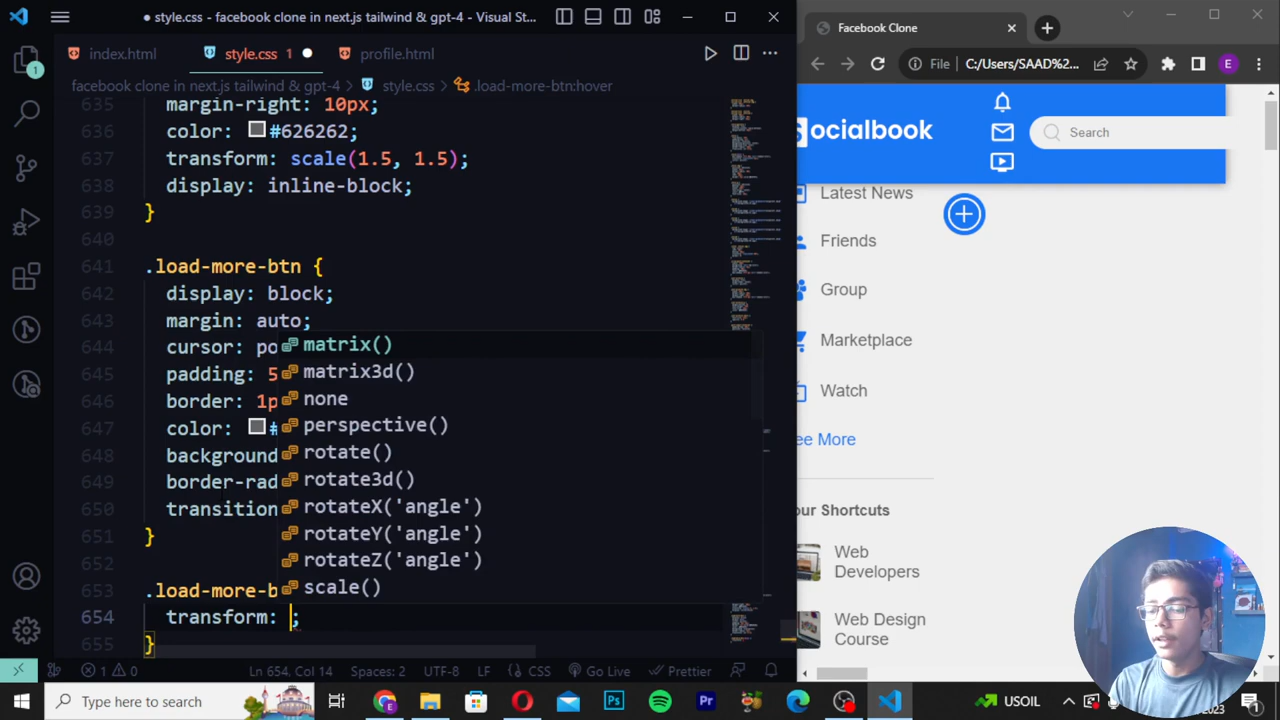 style.css - facebook clone in next.js tailwind & gpt-4 - Visual St...
index.html
style.css 1
profile.html
facebook clone in next.js tailwind & gpt-4 > style.css > .load-more-btn:hover
635 margin-right: 10px;
636 color: #626262;
637 transform: scale(1.5, 1.5);
638 display: inline-block;
639 }
640
641 .load-more-btn {
642 display: block;
643 margin: auto;
644 cursor: po
645 padding: 5
646 border: 1p
647 color: #
648 background
649 border-rad
650 transition
651 }
652
653 .load-more-b
654 transform: ;
655 }
matrix()
matrix3d()
none
perspective()
rotate()
rotate3d()
rotateX('angle')
rotateY('angle')
rotateZ('angle')
scale()
1
1 0 Ln 654, Col 14 Spaces: 2 UTF-8 LF {} CSS Go Live Prettier
Facebook Clone
File C:/Users/SAAD%2... E
ocialbook
Search
Latest News
Friends
Group
Marketplace
Watch
ee More
our Shortcuts
Web
Developers
Web Design
Course
Type here to search
Ps
Pr
USOIL
2023
1